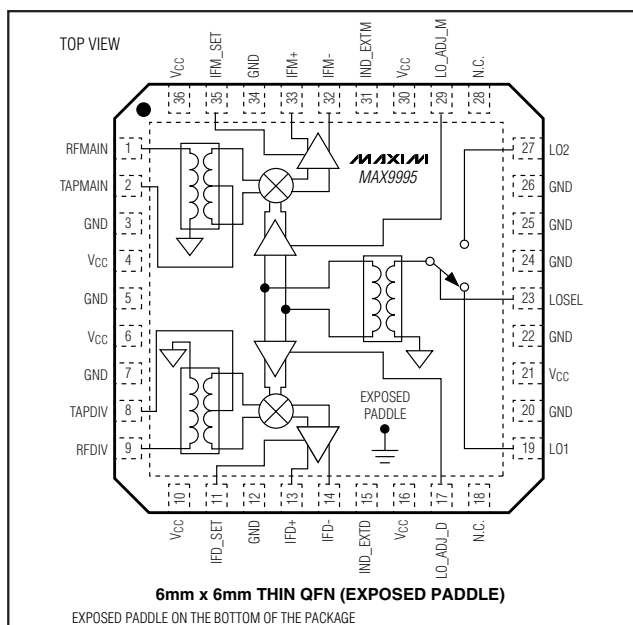 TOP VIEW
VCC
IFM_SET
GND
IFM+
IFM-
IND_EXTM
VCC
LO_ADJ_M
N.C.
36
35
34
33
32
31
30
29
28
RFMAIN
1
TAPMAIN
2
GND
3
VCC
4
GND
5
VCC
6
GND
7
TAPDIV
8
RFDIV
9
MAXIM
MAX9995
27
LO2
26
GND
25
GND
24
GND
23
LOSEL
22
GND
21
VCC
20
GND
19
LO1
EXPOSED
PADDLE
10
11
12
13
14
15
16
17
18
VCC
IFD_SET
GND
IFD+
IFD-
IND_EXTD
VCC
LO_ADJ_D
N.C.
6mm x 6mm THIN QFN (EXPOSED PADDLE)
EXPOSED PADDLE ON THE BOTTOM OF THE PACKAGE